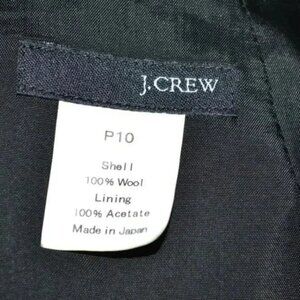 J.CREW
P10
Shell
100% Wool
Lining
100% Acetate
Made in Japan